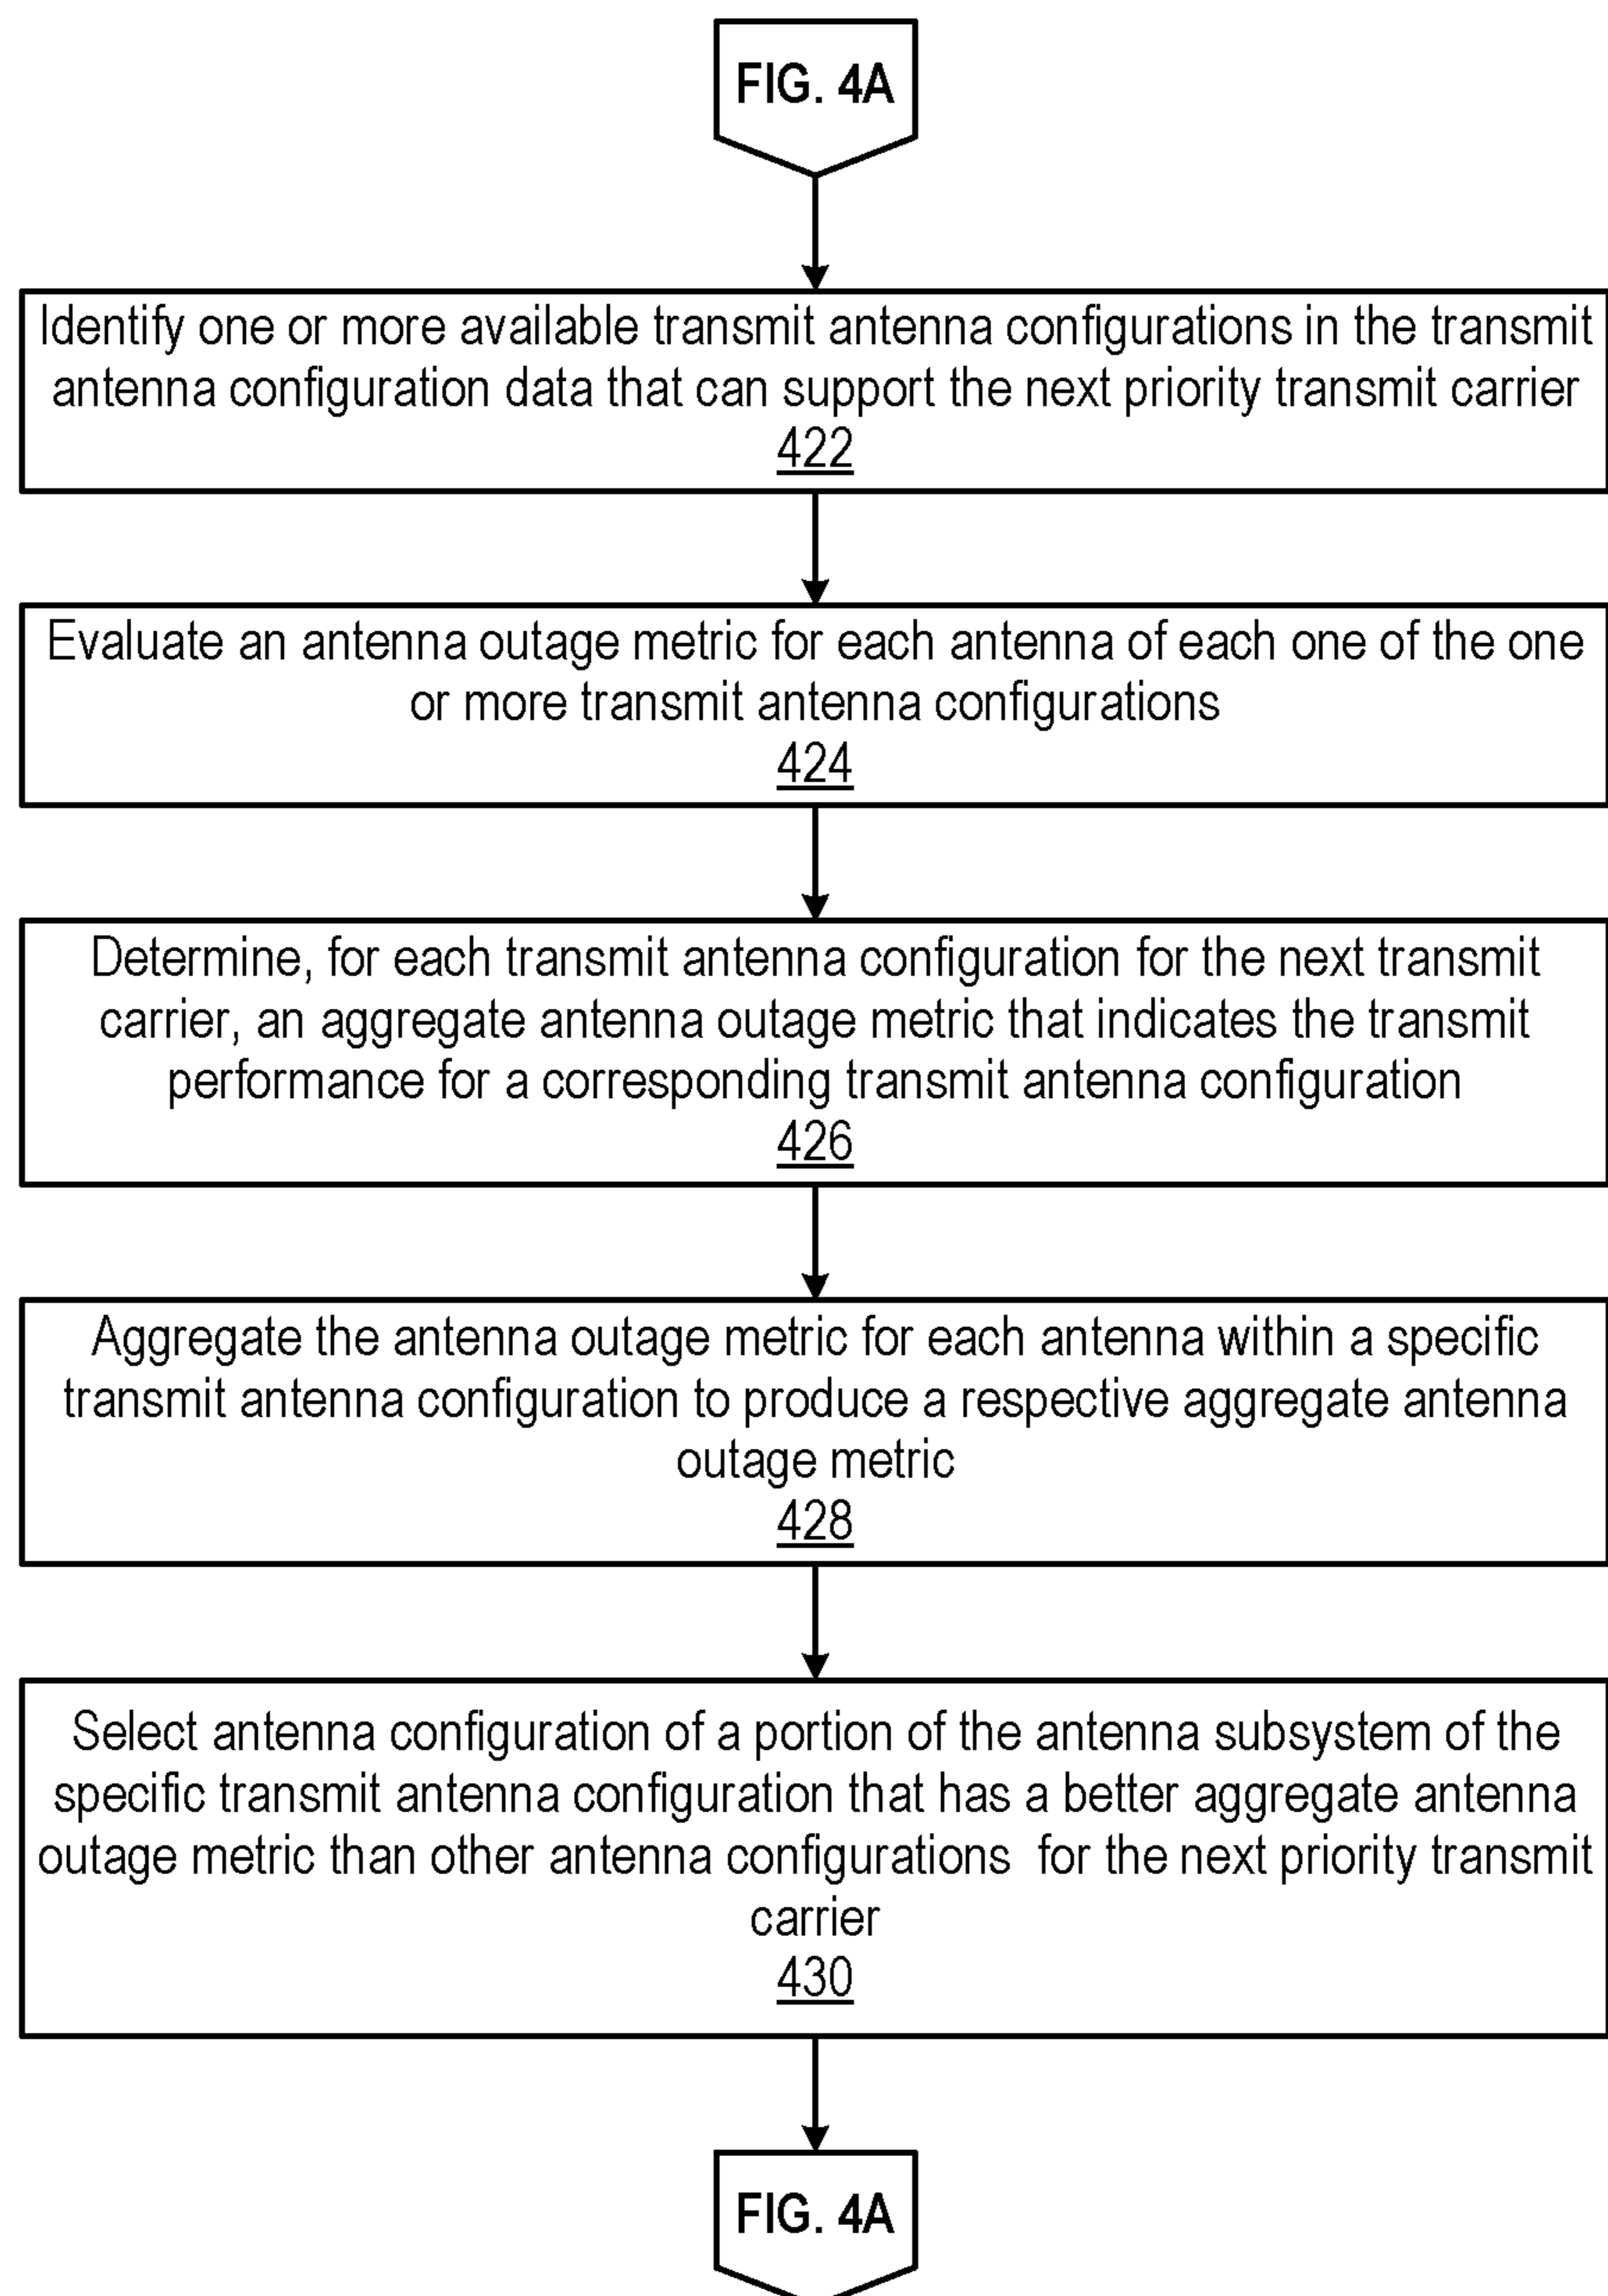 FIG. 4A
Identify one or more available transmit antenna configurations in the transmit
antenna configuration data that can support the next priority transmit carrier
422
Evaluate an antenna outage metric for each antenna of each one of the one
or more transmit antenna configurations
424
Determine, for each transmit antenna configuration for the next transmit
carrier, an aggregate antenna outage metric that indicates the transmit
performance for a corresponding transmit antenna configuration
426
Aggregate the antenna outage metric for each antenna within a specific
transmit antenna configuration to produce a respective aggregate antenna
outage metric
428
Select antenna configuration of a portion of the antenna subsystem of the
specific transmit antenna configuration that has a better aggregate antenna
outage metric than other antenna configurations for the next priority transmit
carrier
430
FIG. 4A